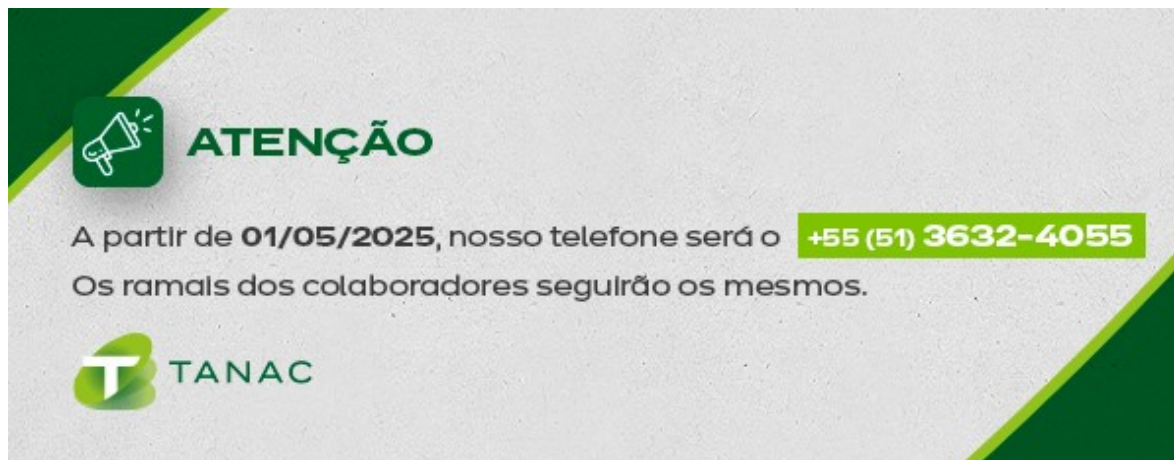 ATENÇÃO
A partir de 01/05/2025, nosso telefone será o +55 (51) 3632-4055
Os ramais dos colaboradores seguirão os mesmos.
T TANAC